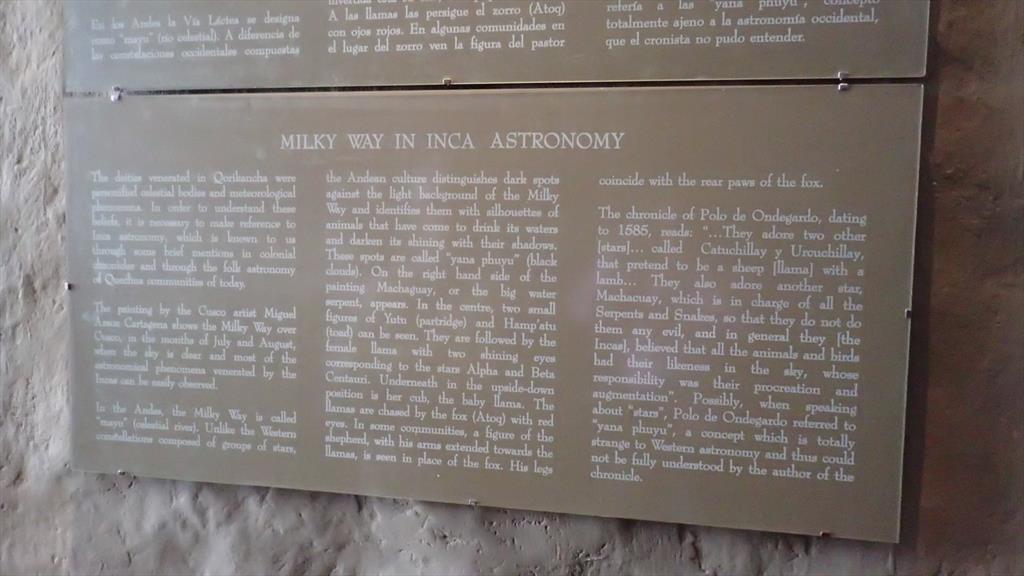 En los Andes la Vía Láctea se designa
como "mayu" (río celestial). A diferencia de
las constelaciones occidentales compuestas
A las llamas las persigue el zorro (Atoq)
con ojos rojos. En algunas comunidades en
el lugar del zorro ven la figura del pastor
refería a las "yana phuyu", concepto
totalmente ajeno a la astronomía occidental,
que el cronista no pudo entender.
MILKY WAY IN INCA ASTRONOMY
The deities venerated in Qorikancha were
personified celestial bodies and meteorological
phenomena. In order to understand these
beliefs, it is necessary to make reference to
Inca astronomy, which is known to us
through some brief mentions in colonial
chronicles and through the folk astronomy
of Quechua communities of today.
The painting by the Cusco artist Miguel
Araoz Cartagena shows the Milky Way over
Cusco, in the months of July and August,
when the sky is clear and most of the
astronomical phenomena venerated by the
Incas can be easily observed.
In the Andes, the Milky Way is called
"mayu" (celestial river). Unlike the Western
constellations composed of groups of stars,
the Andean culture distinguishes dark spots
against the light background of the Milky
Way and identifies them with silhouettes of
animals that have come to drink its waters
and darken its shining with their shadows.
These spots are called "yana phuyu" (black
clouds). On the right hand side of the
painting Machaguay, or the big water
serpent, appears. In the centre, two small
figures of Yutu (partridge) and Hamp'atu
(toad) can be seen. They are followed by the
female llama with two shining eyes
corresponding to the stars Alpha and Beta
Centauri. Underneath in the upside-down
position is her cub, the baby llama. The
llamas are chased by the fox (Atoq) with red
eyes. In some communities, a figure of the
shepherd, with his arms extended towards the
llamas, is seen in place of the fox. His legs
coincide with the rear paws of the fox.
The chronicle of Polo de Ondegardo, dating
to 1585, reads: "...They adore two other
[stars]... called Catuchillay y Urcuchillay,
that pretend to be a sheep [llama] with a
lamb... They also adore another star,
Machacuay, which is in charge of all the
Serpents and Snakes, so that they do not do
them any evil, and in general, they [the
Incas], believed that all the animals and birds
had their likeness in the sky, whose
responsibility was their procreation and
augmentation". Possibly, when speaking
about "stars", Polo de Ondegardo referred to
"yana phuyu", a concept which is totally
strange to Western astronomy and thus could
not be fully understood by the author of the
chronicle.